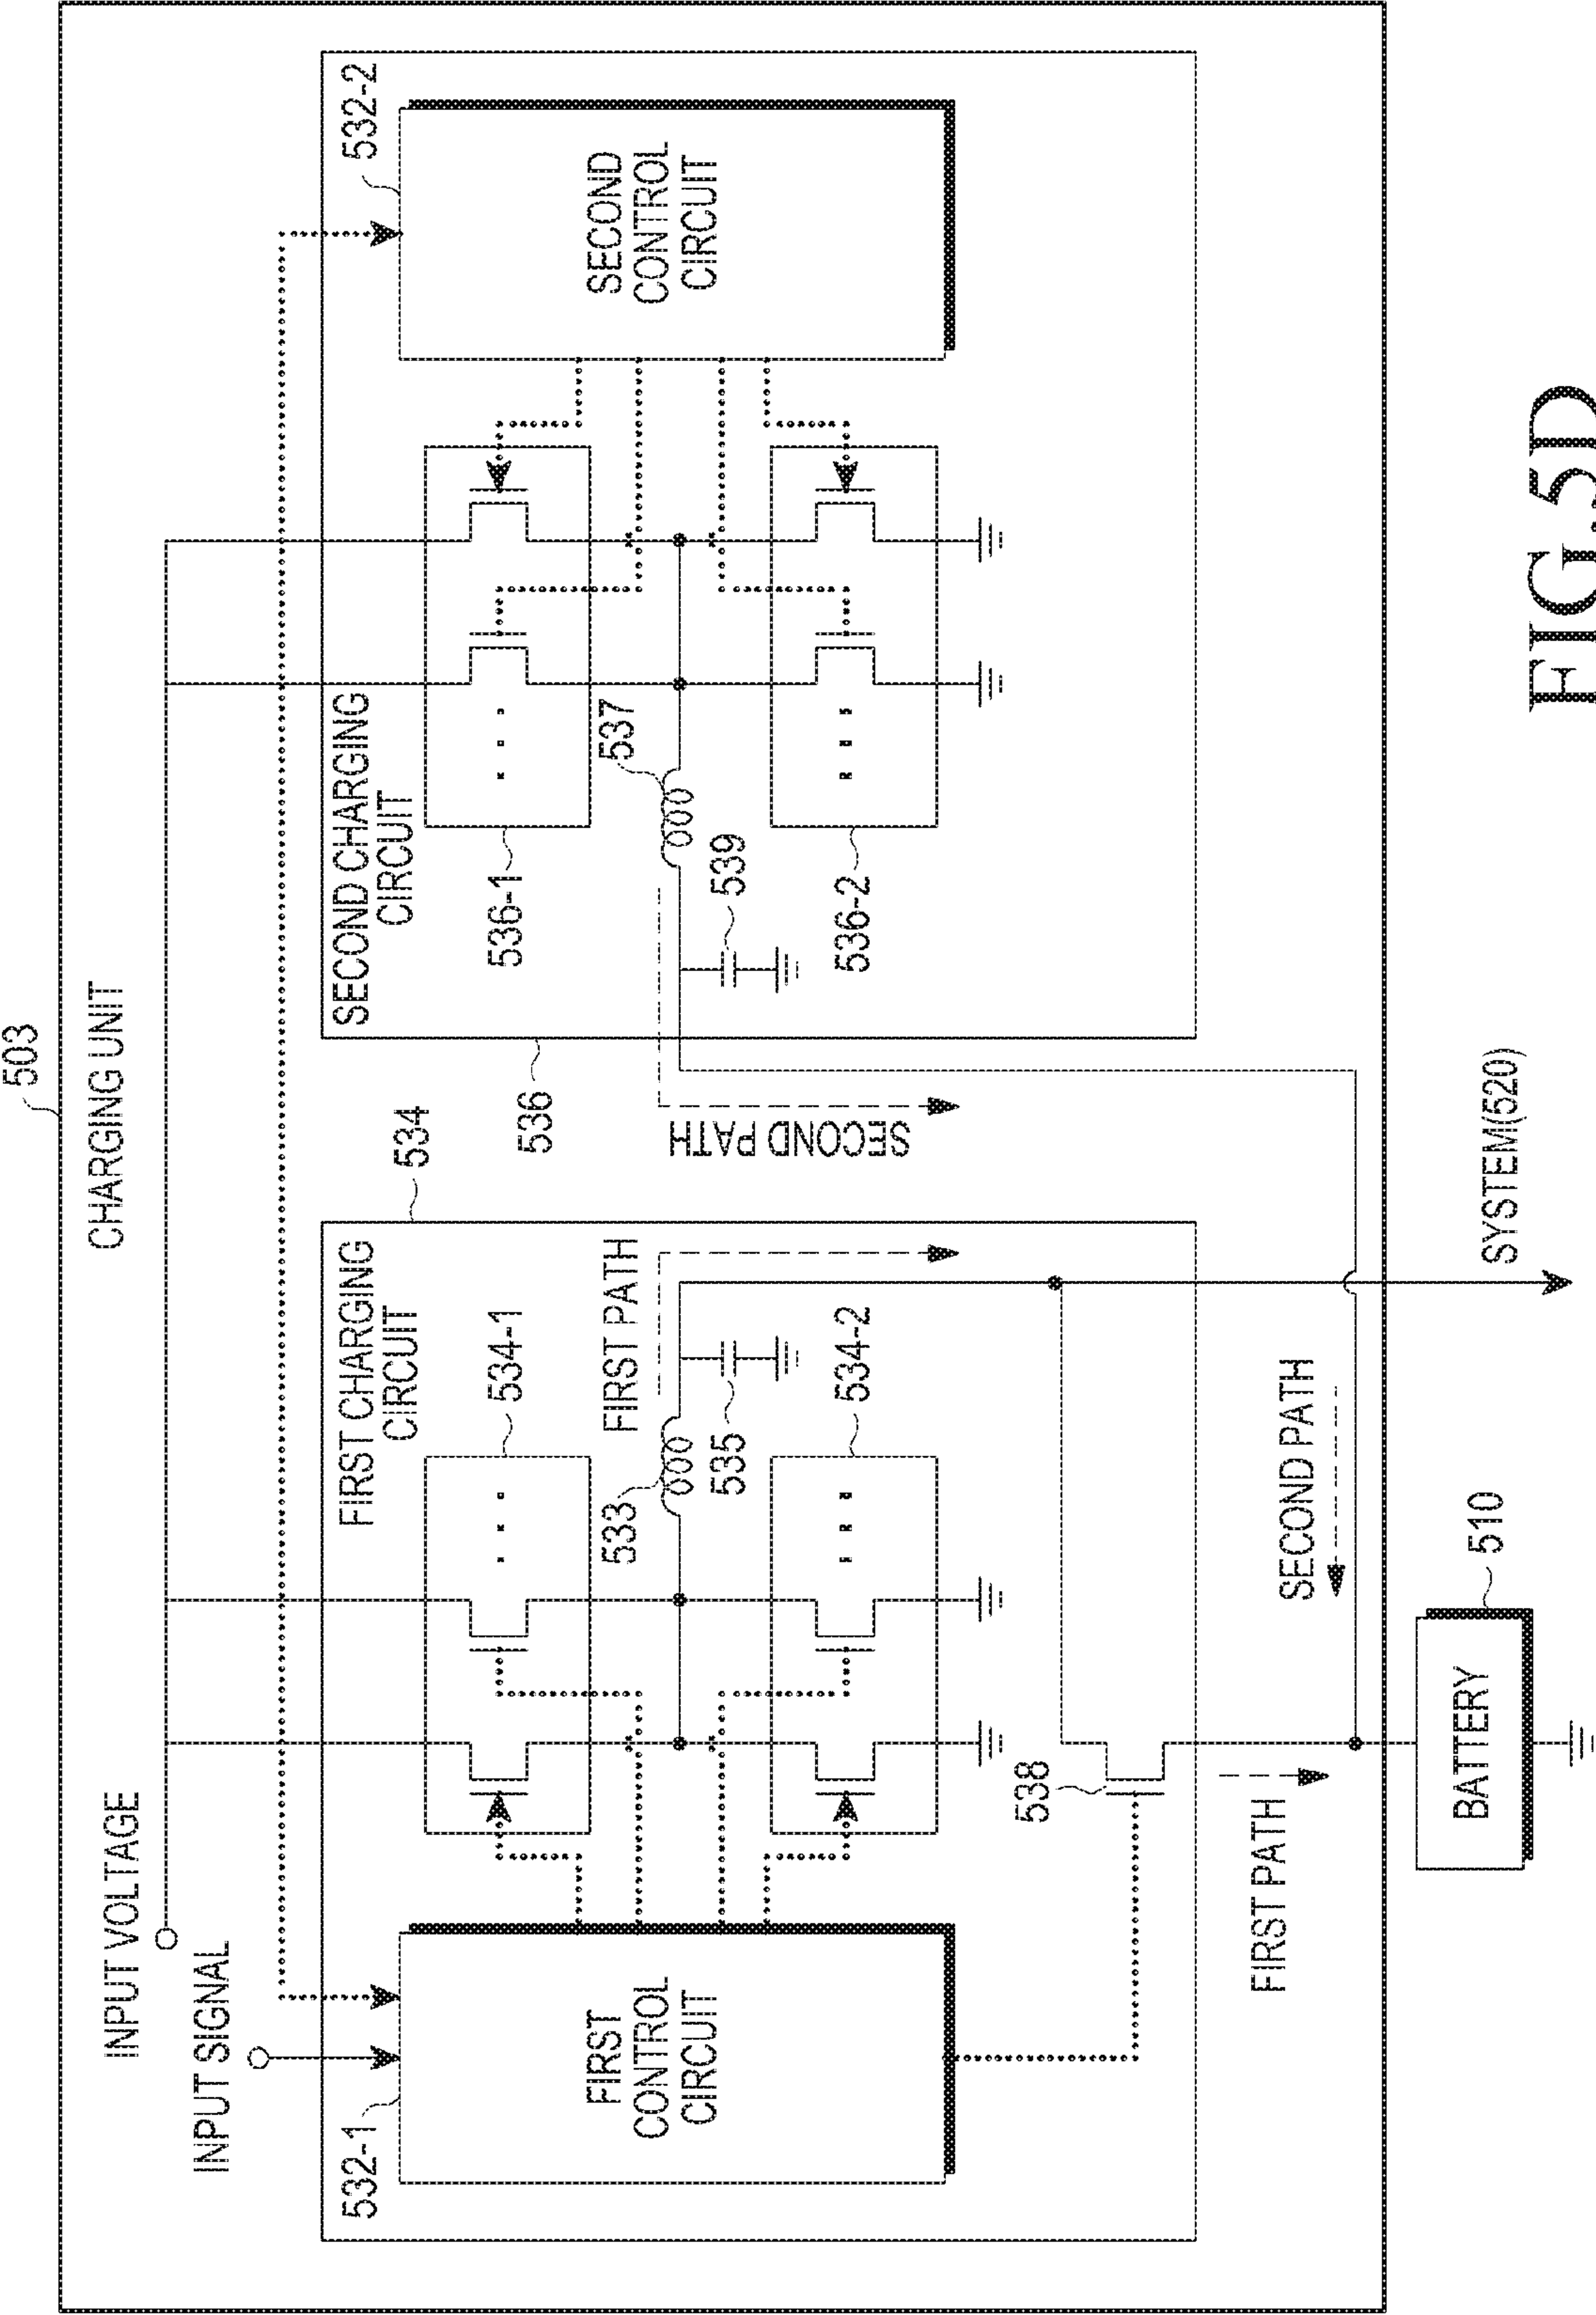 503
CHARGING UNIT
INPUT VOLTAGE
INPUT SIGNAL
532-1
FIRST
CONTROL
CIRCUIT
FIRST CHARGING
CIRCUIT
534
534-1
533
FIRST PATH
535
534-2
538
FIRST PATH
SECOND CHARGING
CIRCUIT
536
536-1
537
539
536-2
SECOND PATH
532-2
SECOND
CONTROL
CIRCUIT
SECOND PATH
BATTERY
510
SYSTEM(520)
FIG.5D